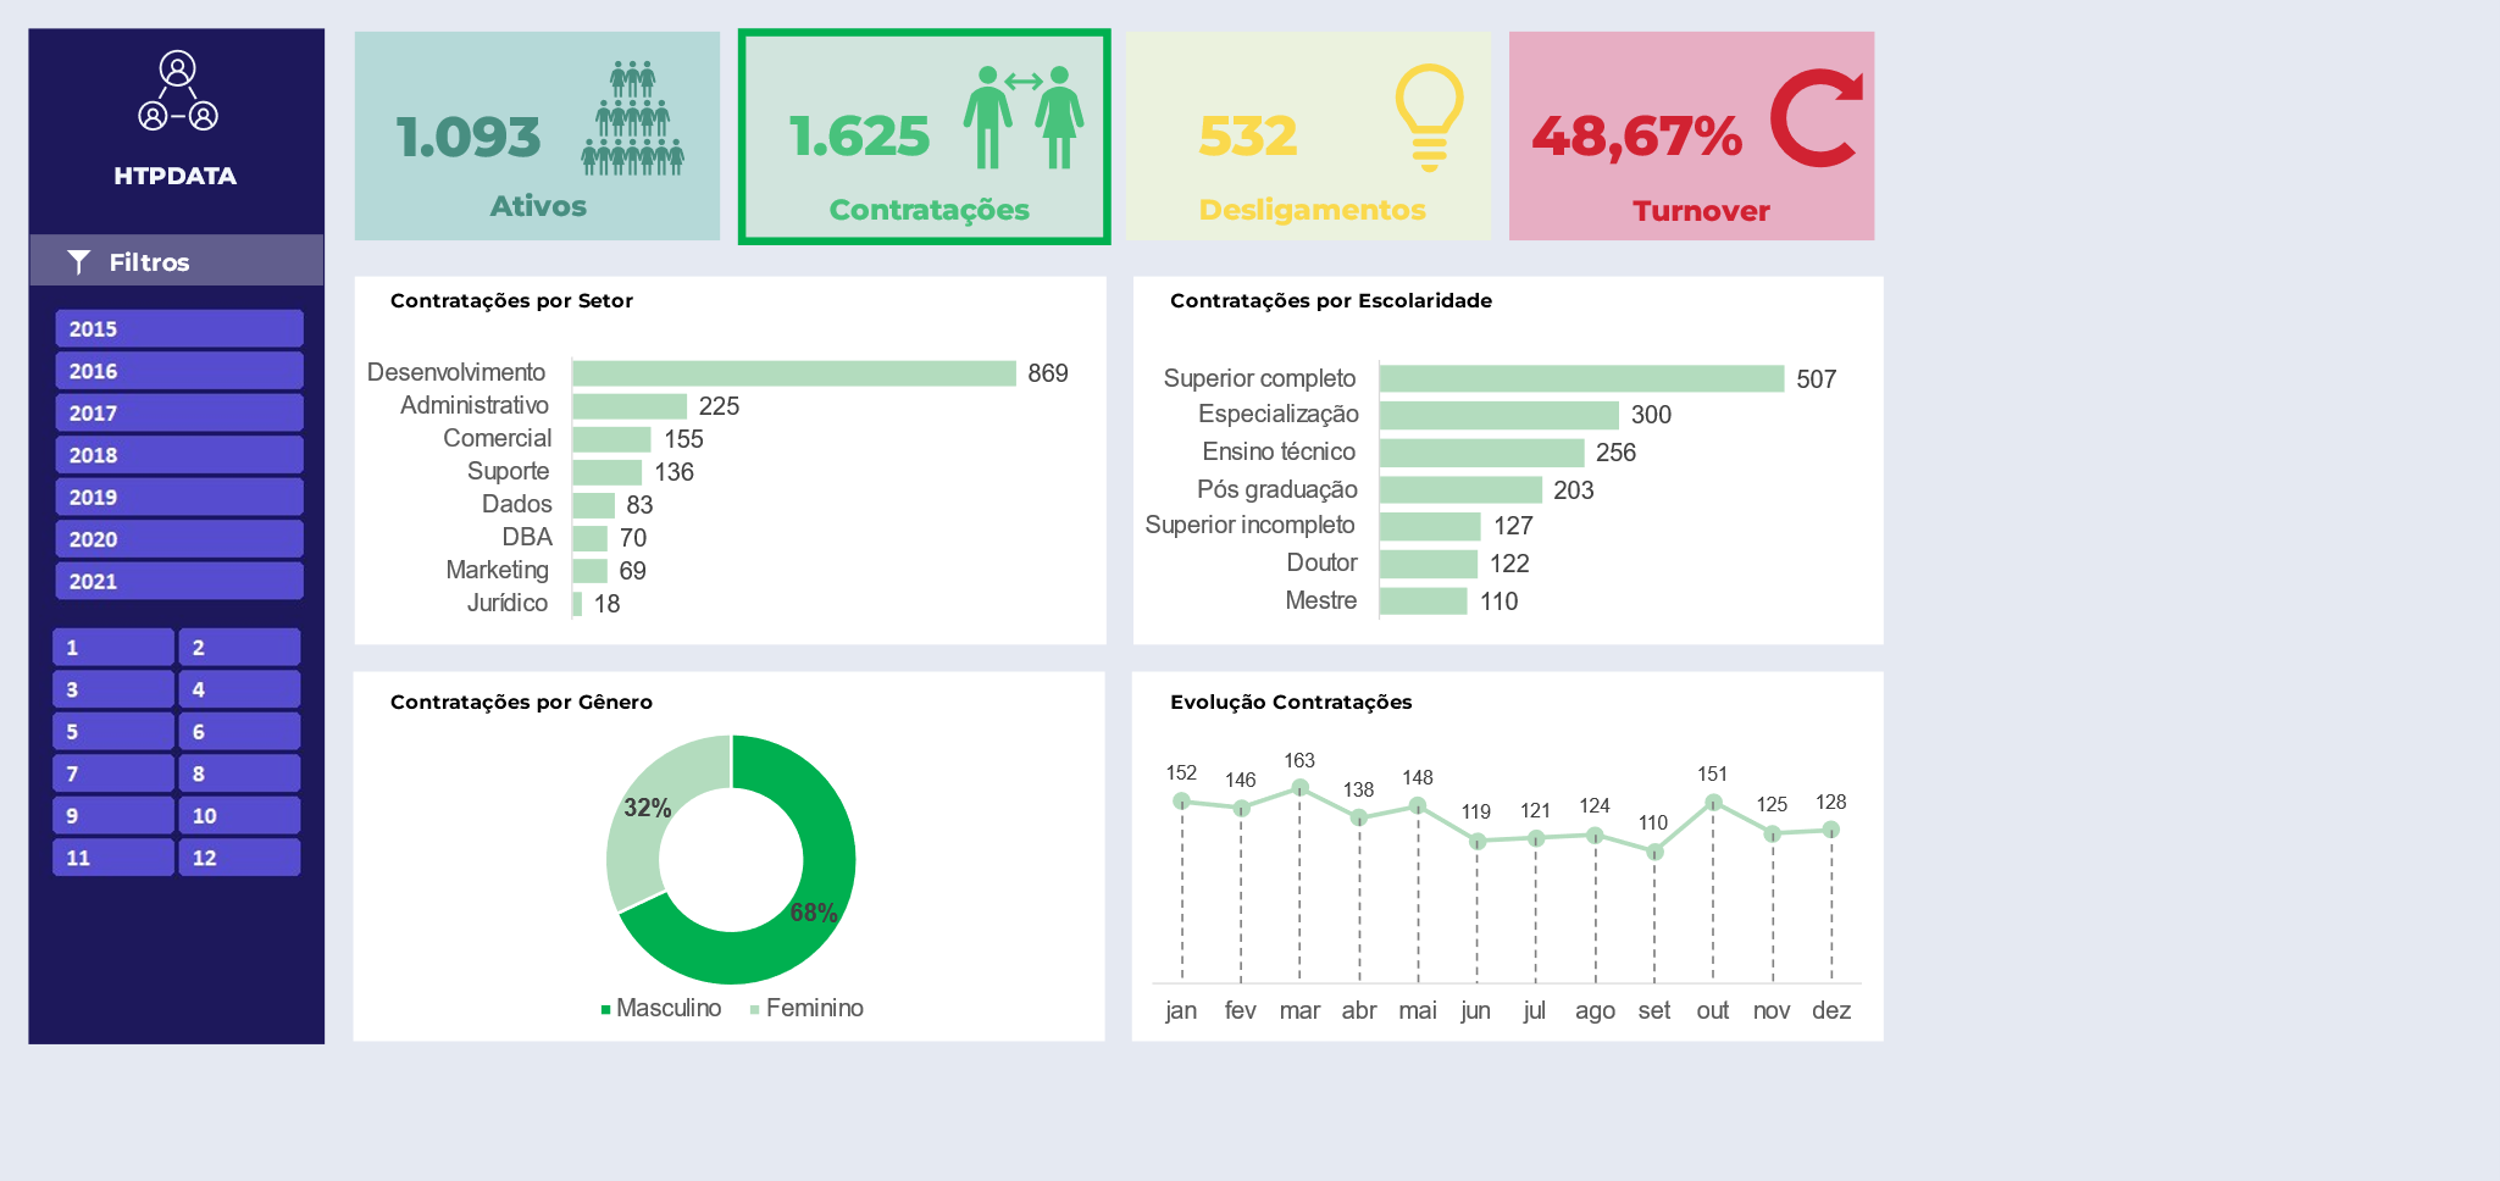 HTPDATA
Filtros
2015
2016
2017
2018
2019
2020
2021
1 2
3 4
5 6
7 8
9 10
11 12
1.093
Ativos
1.625
Contratações
532
Desligamentos
48,67%
Turnover
Contratações por Setor
Desenvolvimento 869
Administrativo 225
Comercial 155
Suporte 136
Dados 83
DBA 70
Marketing 69
Jurídico 18
Contratações por Escolaridade
Superior completo 507
Especialização 300
Ensino técnico 256
Pós graduação 203
Superior incompleto 127
Doutor 122
Mestre 110
Contratações por Gênero
32%
68%
Masculino Feminino
Evolução Contratações
152 146 163 138 148 119 121 124 110 151 125 128
jan fev mar abr mai jun jul ago set out nov dez